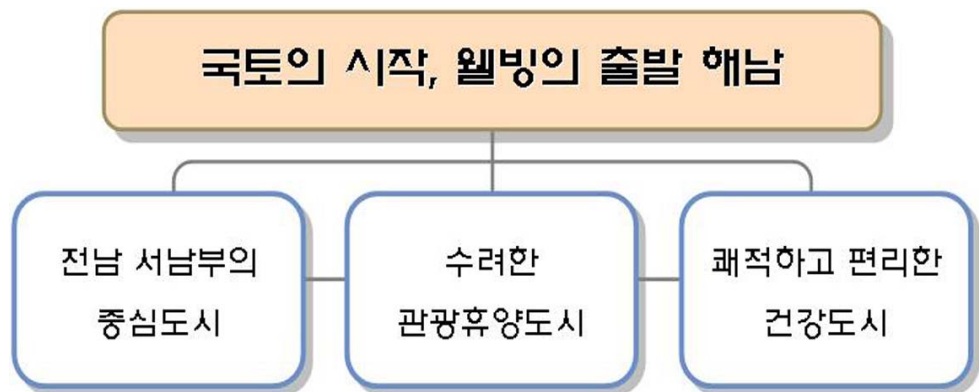 국토의 시작, 웰빙의 출발 해남
전남 서남부의
중심도시
수려한
관광휴양도시
쾌적하고 편리한
건강도시